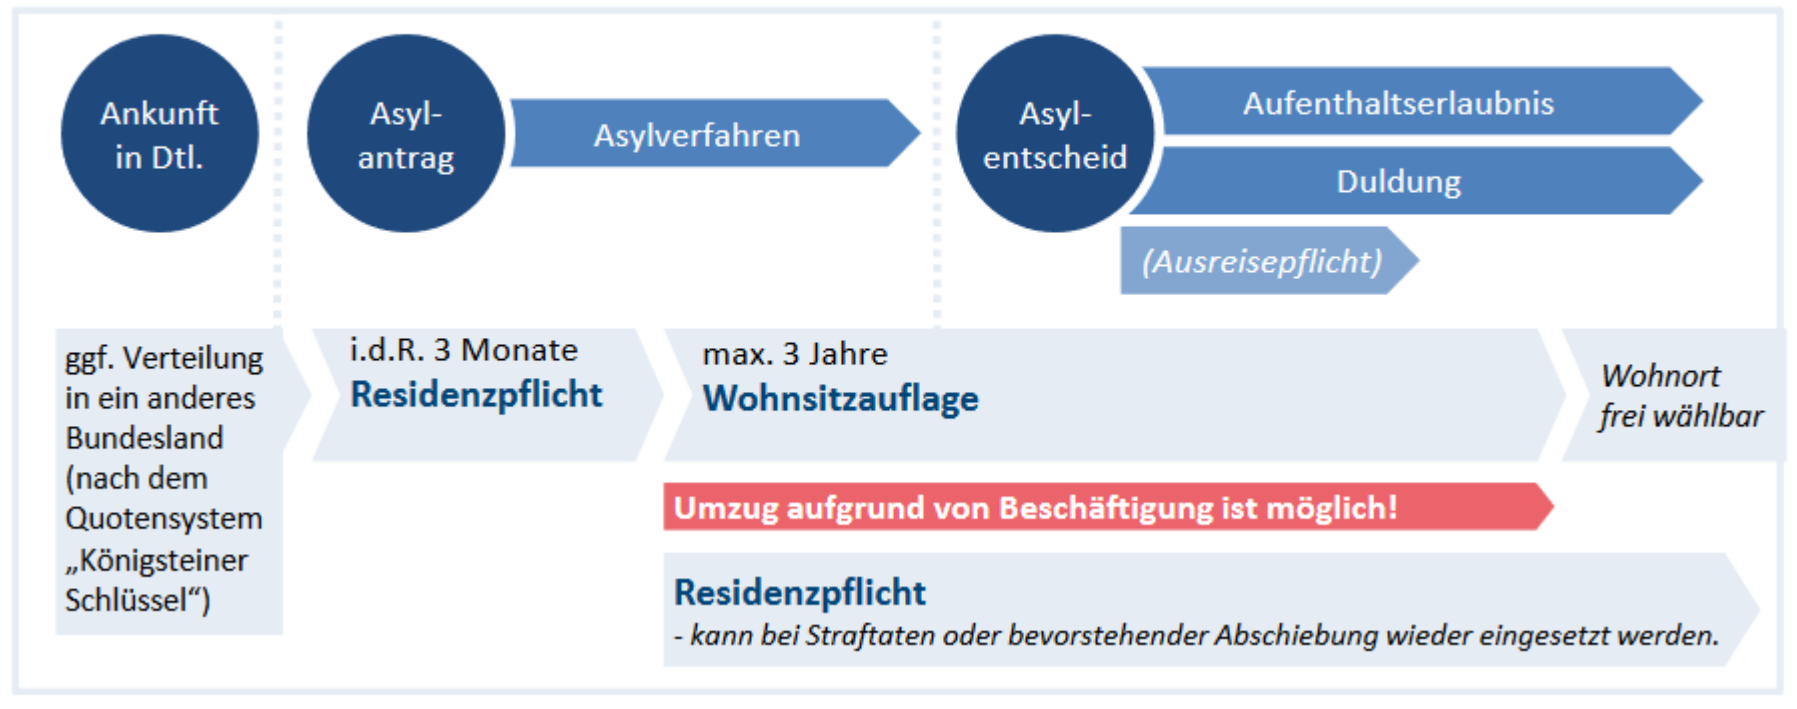 Ankunft
in Dtl.
Asyl-
antrag
Asylverfahren
Asyl-
entscheid
Aufenthaltserlaubnis
Duldung
(Ausreisepflicht)
ggf. Verteilung
in ein anderes
Bundesland
(nach dem
Quotensystem
„Königsteiner
Schlüssel“)
i.d.R. 3 Monate
Residenzpflicht
max. 3 Jahre
Wohnsitzauflage
Wohnort
frei wählbar
Umzug aufgrund von Beschäftigung ist möglich!
Residenzpflicht
- kann bei Straftaten oder bevorstehender Abschiebung wieder eingesetzt werden.